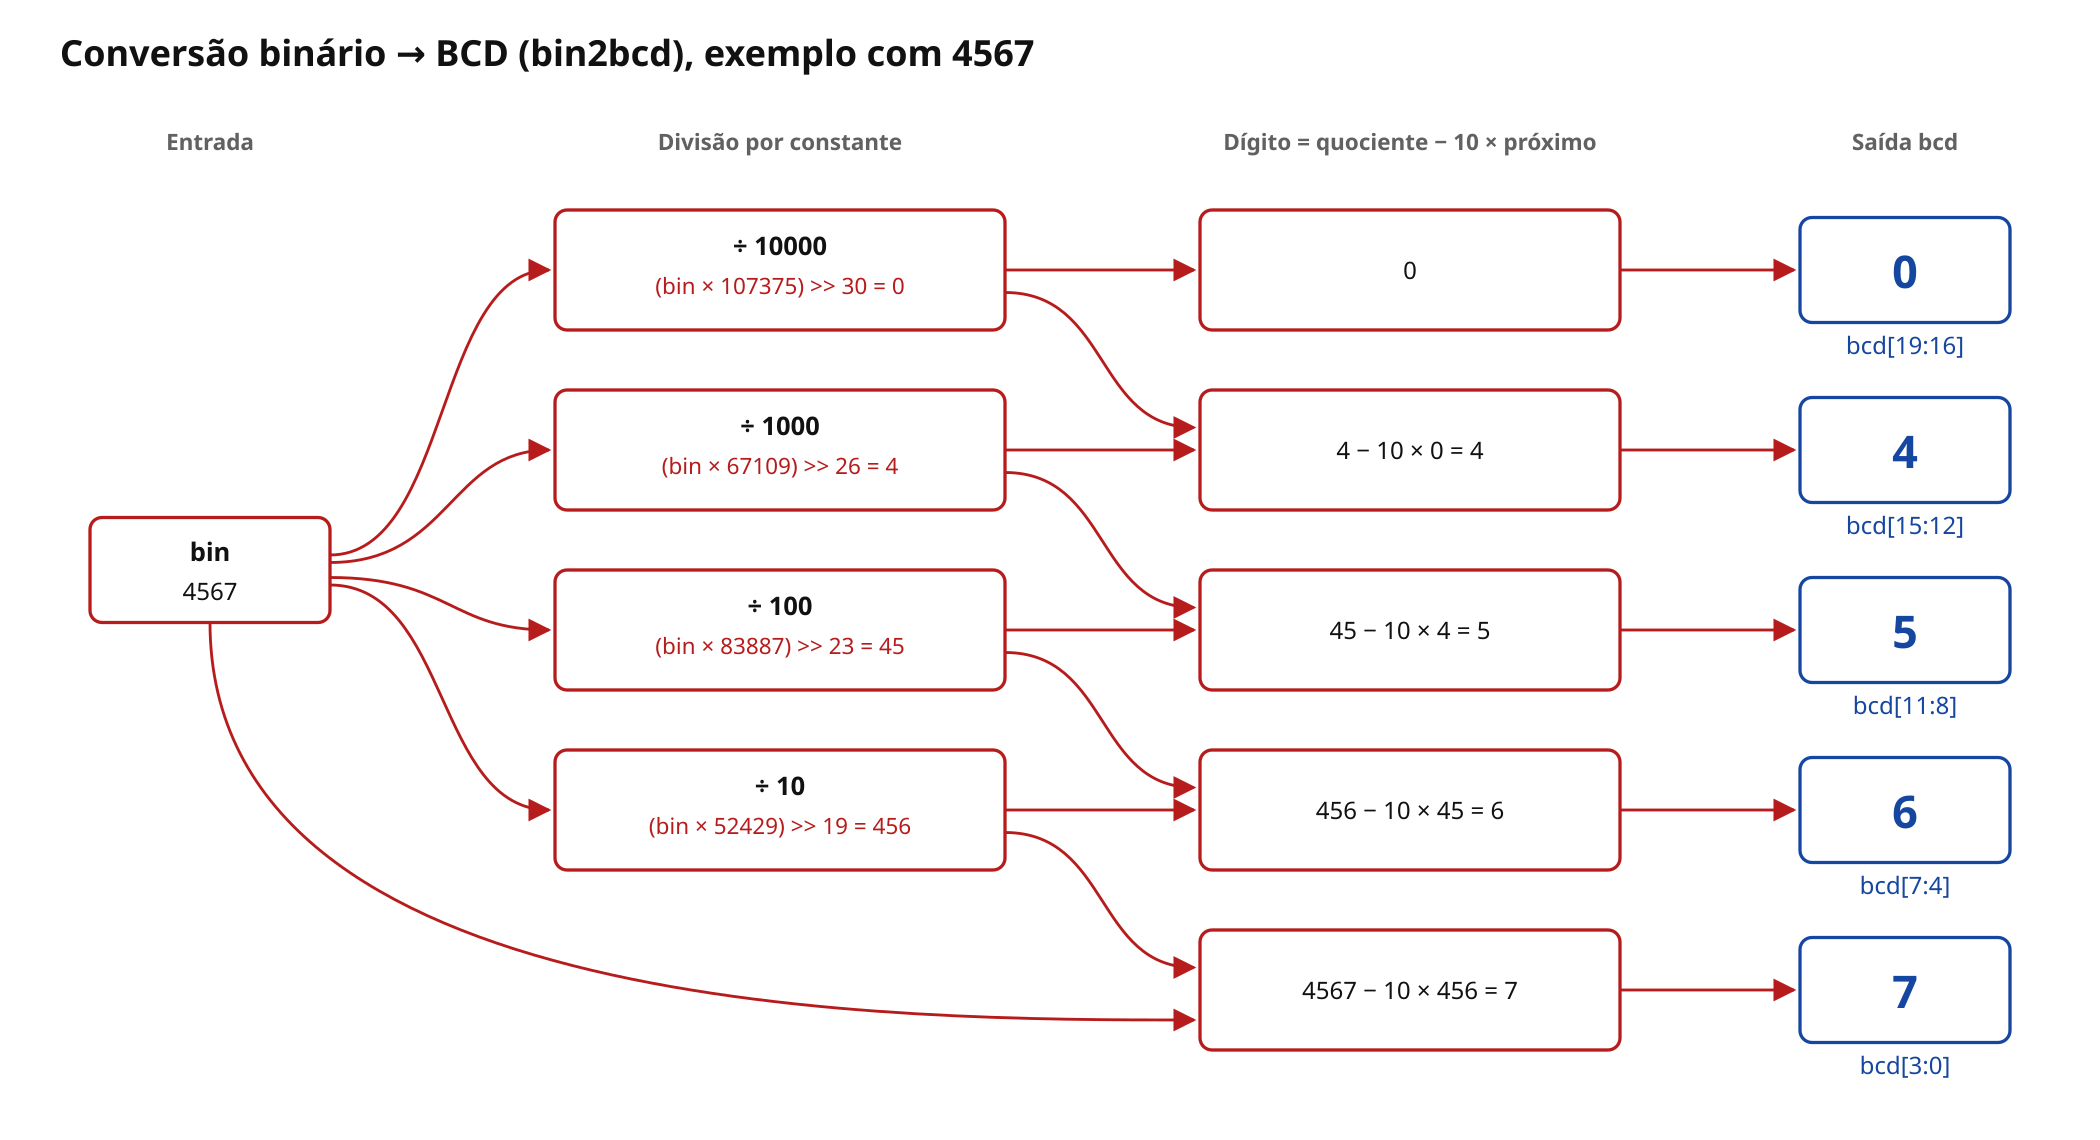 Conversão binário → BCD (bin2bcd), exemplo com 4567
Entrada
Divisão por constante
Dígito = quociente − 10 × próximo
Saída bcd
÷ 10000
(bin × 107375) >> 30 = 0
0
0
bcd[19:16]
÷ 1000
(bin × 67109) >> 26 = 4
4 − 10 × 0 = 4
4
bcd[15:12]
bin
4567
÷ 100
(bin × 83887) >> 23 = 45
45 − 10 × 4 = 5
5
bcd[11:8]
÷ 10
(bin × 52429) >> 19 = 456
456 − 10 × 45 = 6
6
bcd[7:4]
4567 − 10 × 456 = 7
7
bcd[3:0]